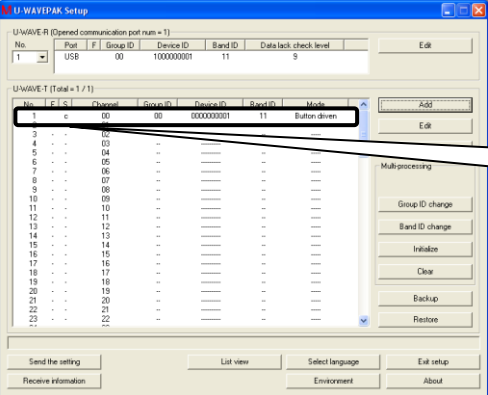 U-WAVEPAK Setup
U-WAVE-R (Opened communication port num = 1)
No. Port F Group ID Device ID Band ID Data lack check level
1 USB 00 1000000001 11 9
Edit
U-WAVE-T (Total = 1 / 1)
No. F S Channel Group ID Device ID Band ID Mode
1 - c 00 00 0000000001 11 Button driven
3 - - 02 -- -- 
4 - - 03 -- --
5 - - 04 -- --
6 - - 05 -- --
7 - - 06 -- --
8 - - 07 -- --
9 - - 08 -- --
10 - - 09 -- --
11 - - 10 -- --
12 - - 11 -- --
13 - - 12 -- --
14 - - 13 -- --
15 - - 14 -- --
16 - - 15 -- --
17 - - 16 -- --
18 - - 17 -- --
19 - - 18 -- --
20 - - 19 -- --
21 - - 20 -- --
22 - - 21 -- --
23 - - 22 -- --
Add
Edit
Multi-processing
Group ID change
Band ID change
Initialize
Clear
Backup
Restore
Send the setting
List view
Select language
Exit setup
Receive information
Environment
About